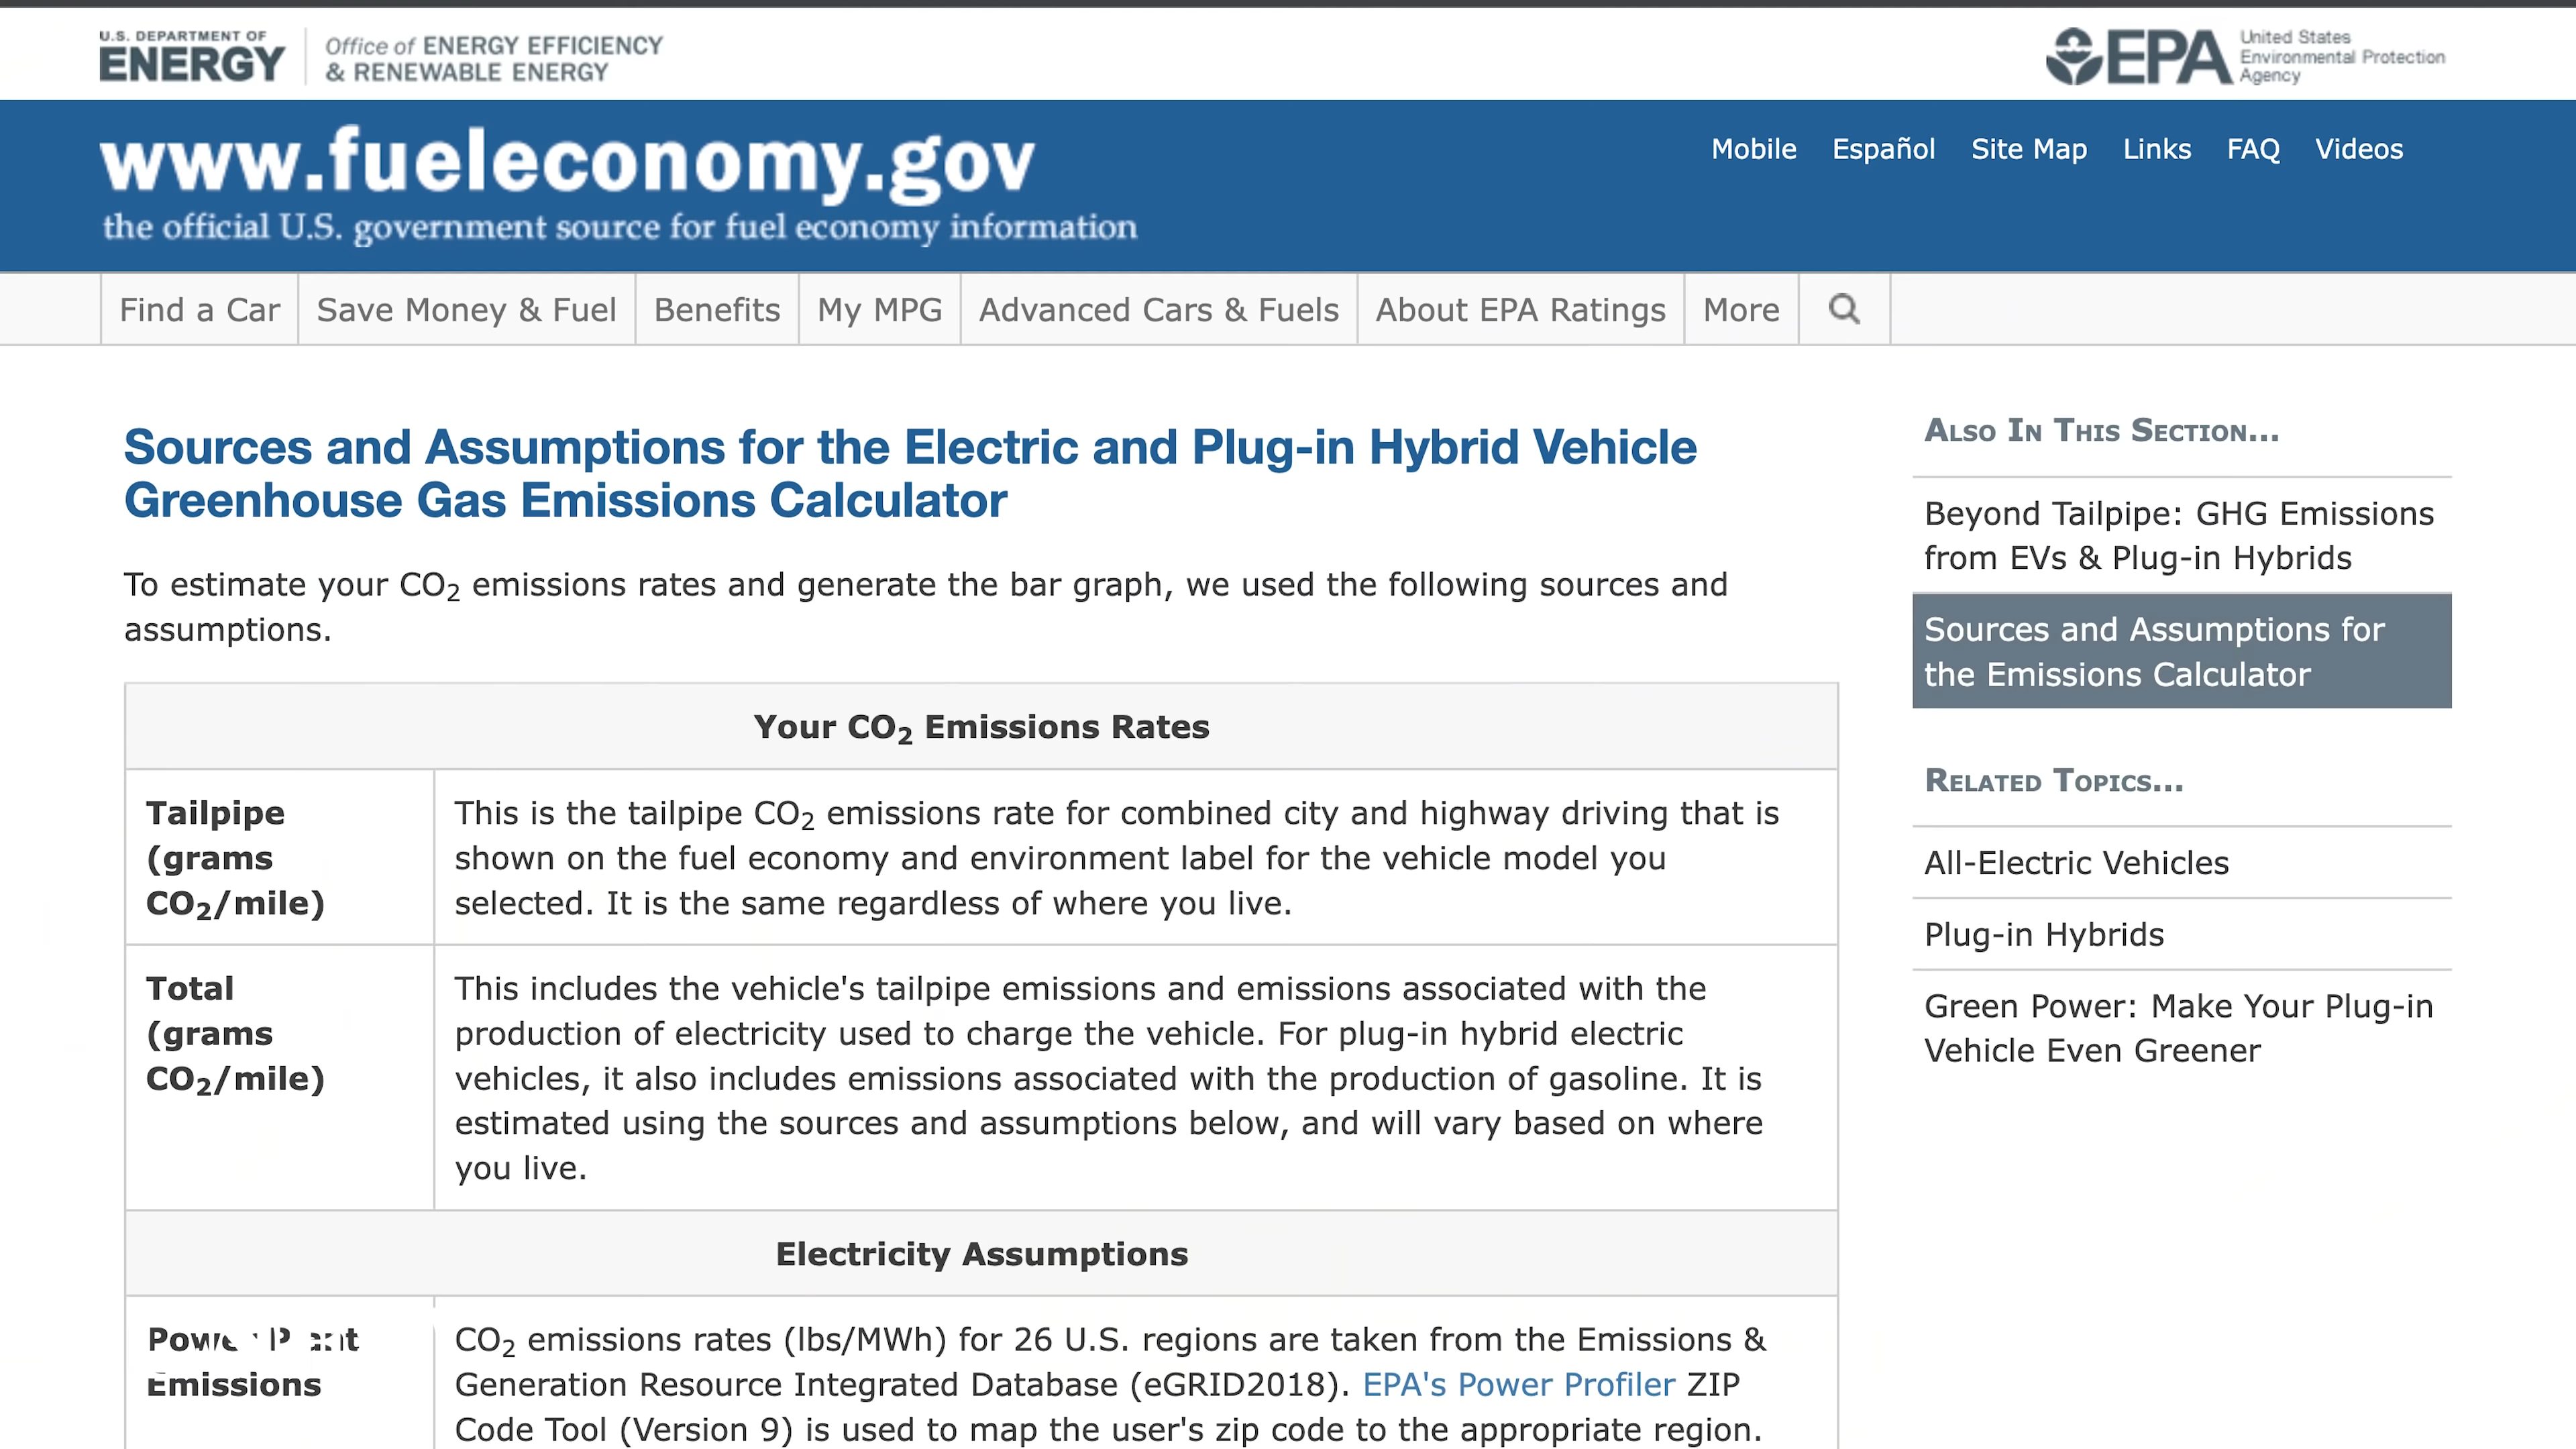 U.S. DEPARTMENT OF
ENERGY
Office of ENERGY EFFICIENCY
& RENEWABLE ENERGY
EPA
United States
Environmental Protection
Agency
www.fueleconomy.gov
the official U.S. government source for fuel economy information
Mobile Español Site Map Links FAQ Videos
Find a Car Save Money & Fuel Benefits My MPG Advanced Cars & Fuels About EPA Ratings More
Sources and Assumptions for the Electric and Plug-in Hybrid Vehicle
Greenhouse Gas Emissions Calculator
To estimate your CO₂ emissions rates and generate the bar graph, we used the following sources and
assumptions.
Your CO₂ Emissions Rates
Tailpipe
(grams
CO₂/mile)
This is the tailpipe CO₂ emissions rate for combined city and highway driving that is
shown on the fuel economy and environment label for the vehicle model you
selected. It is the same regardless of where you live.
Total
(grams
CO₂/mile)
This includes the vehicle's tailpipe emissions and emissions associated with the
production of electricity used to charge the vehicle. For plug-in hybrid electric
vehicles, it also includes emissions associated with the production of gasoline. It is
estimated using the sources and assumptions below, and will vary based on where
you live.
Electricity Assumptions
Emissions
CO₂ emissions rates (lbs/MWh) for 26 U.S. regions are taken from the Emissions &
Generation Resource Integrated Database (eGRID2018). EPA's Power Profiler ZIP
Code Tool (Version 9) is used to map the user's zip code to the appropriate region.
Also In This Section...
Beyond Tailpipe: GHG Emissions
from EVs & Plug-in Hybrids
Sources and Assumptions for
the Emissions Calculator
Related Topics...
All-Electric Vehicles
Plug-in Hybrids
Green Power: Make Your Plug-in
Vehicle Even Greener